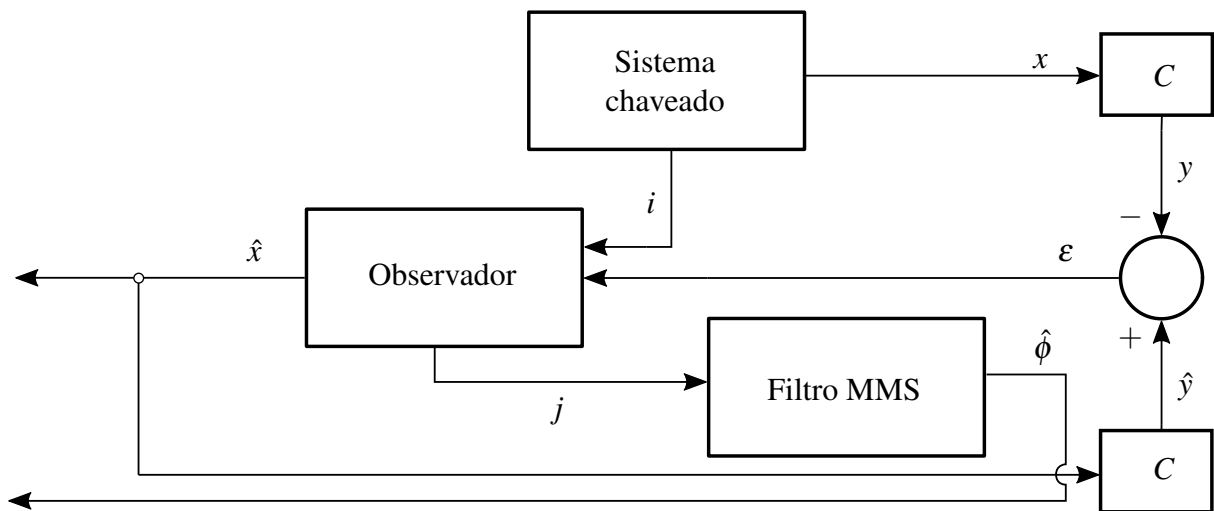 Sistema
chaveado
x
C
i
y
−
x̂
Observador
ε
+
ϕ̂
ŷ
j
Filtro MMS
C